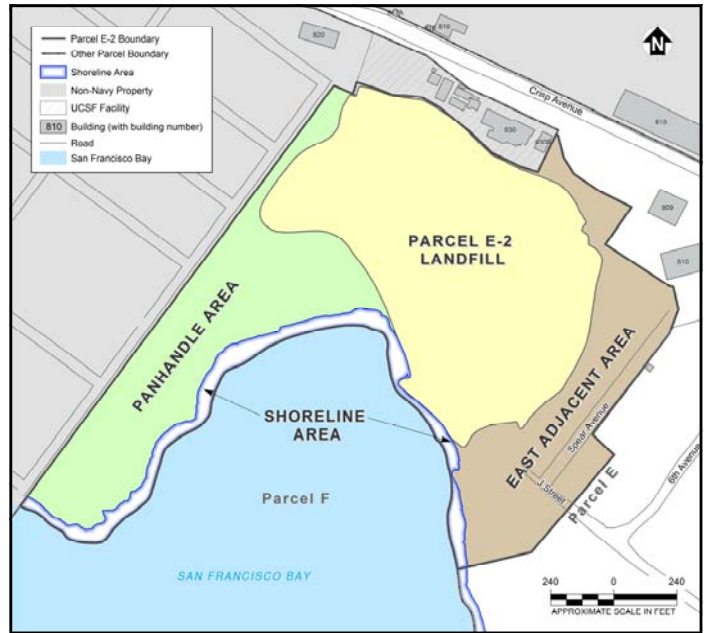 Parcel E-2 Boundary
Other Parcel Boundary
Shoreline Area
Non-Navy Property
UCSF Facility
810 Building (with building number)
Road
San Francisco Bay
820
N
Crisp Avenue
830
815
809
810
PARCEL E-2
LANDFILL
PANHANDLE AREA
EAST ADJACENT AREA
SHORELINE
AREA
Spear Avenue
J Street
6th Avenue
Parcel E
Parcel F
SAN FRANCISCO BAY
240 0 240
APPROXIMATE SCALE IN FEET